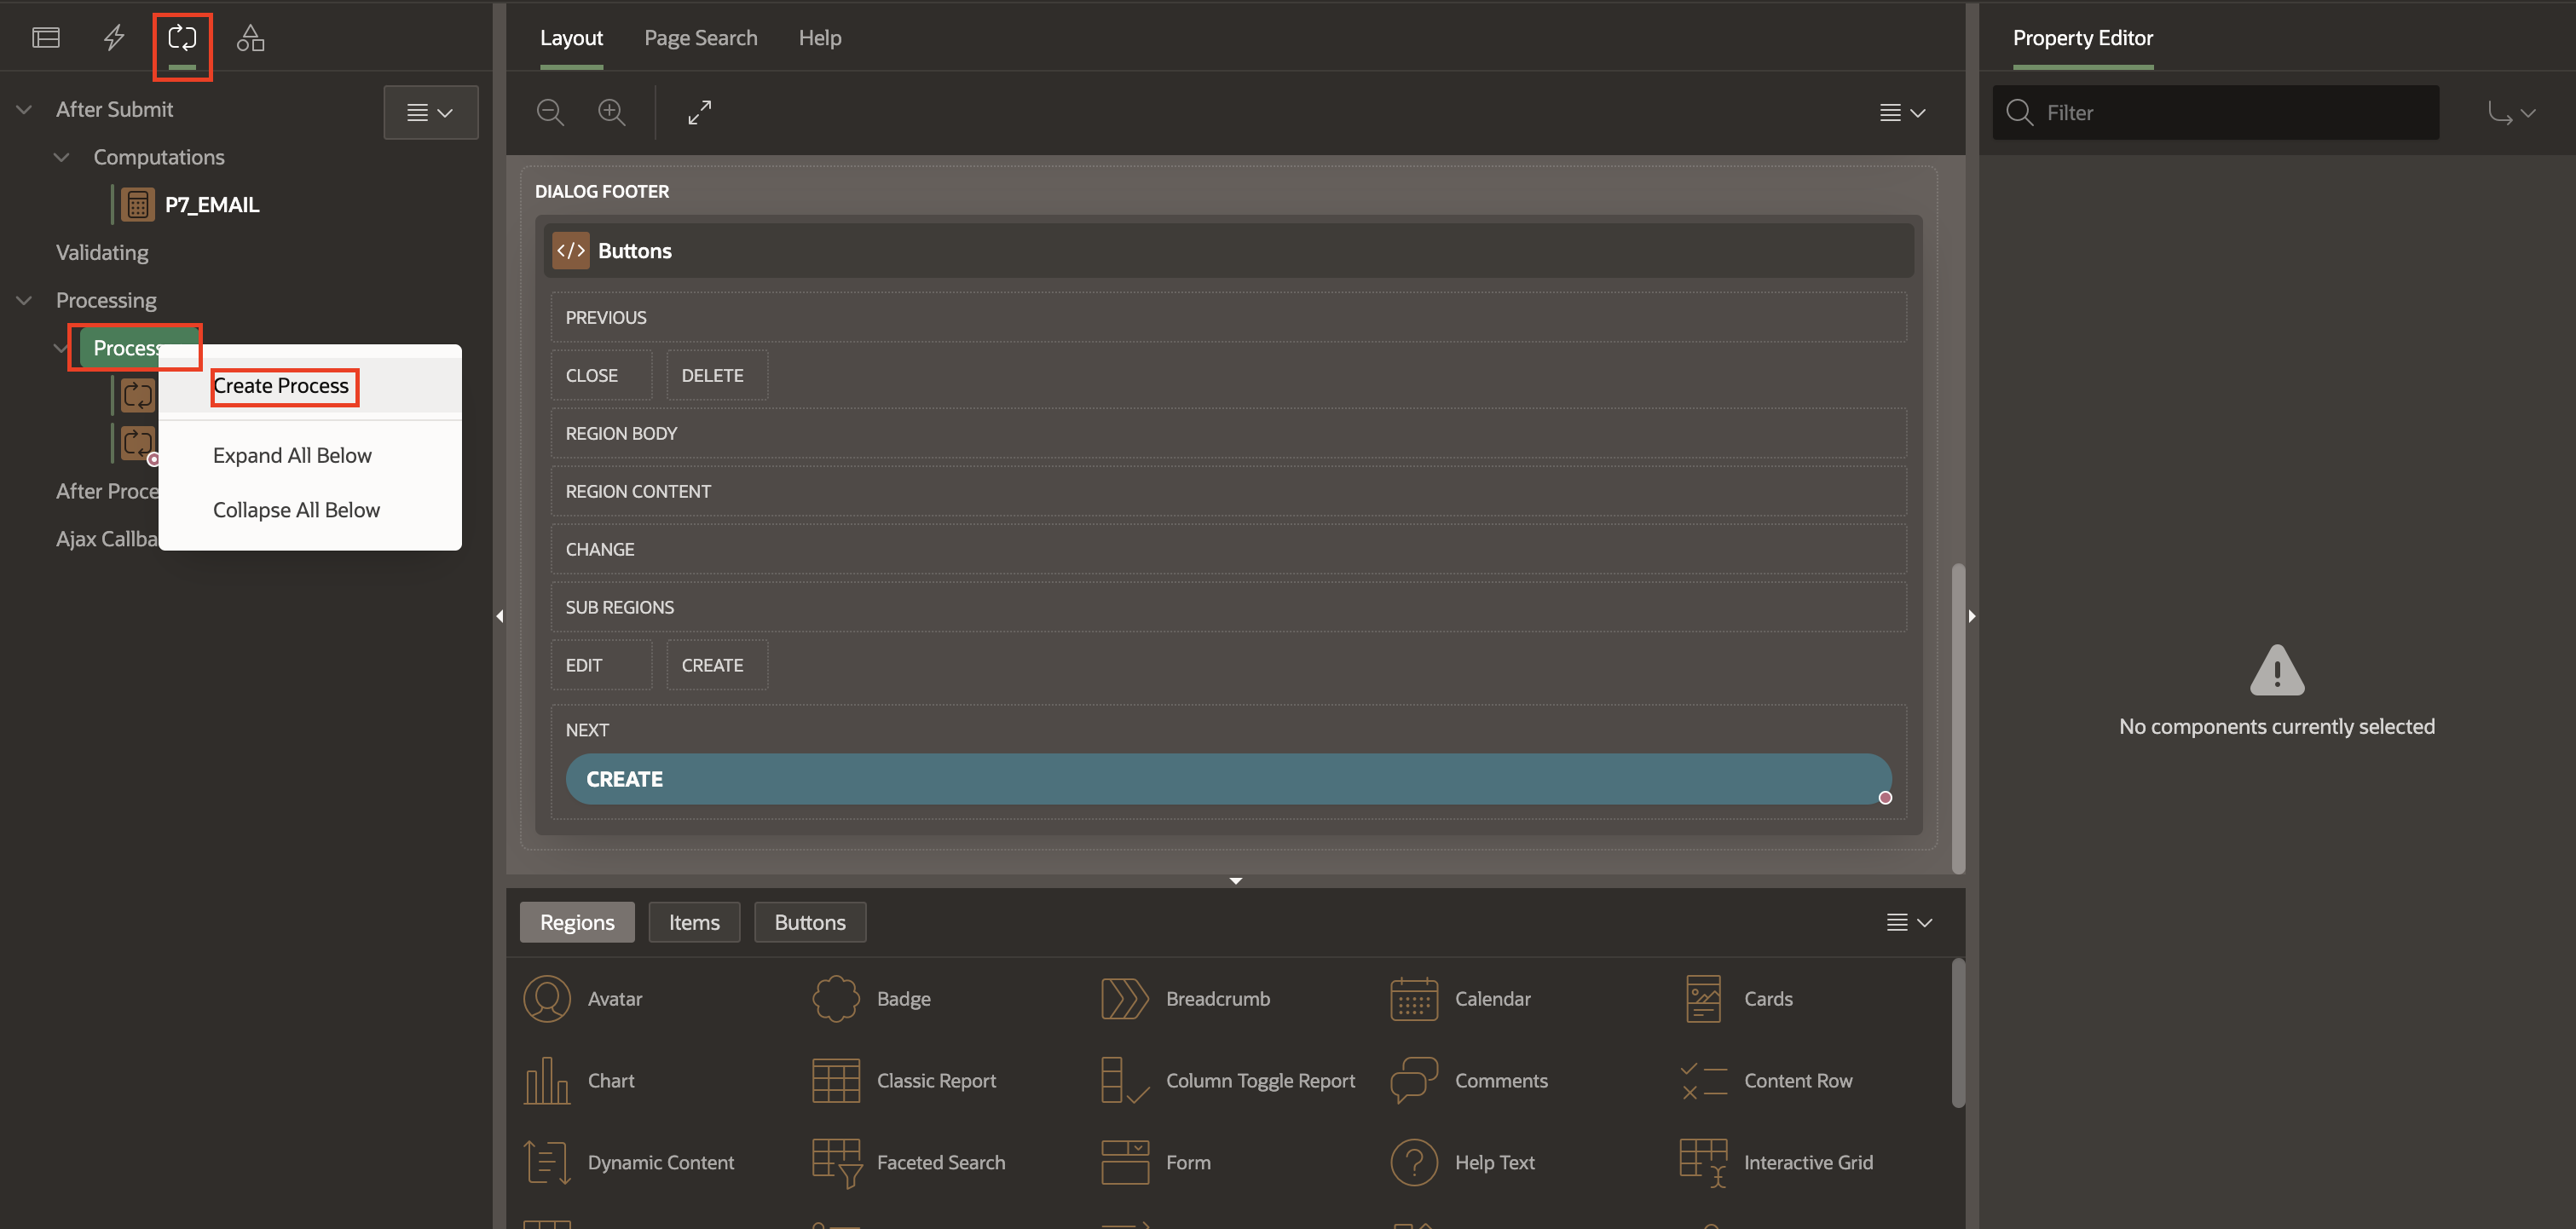 Layout
Page Search
Help
Property Editor
After Submit
Computations
P7_EMAIL
Validating
Processing
Process
Create Process
Expand All Below
Collapse All Below
After Proce
Ajax Callba
DIALOG FOOTER
</> Buttons
PREVIOUS
CLOSE
DELETE
REGION BODY
REGION CONTENT
CHANGE
SUB REGIONS
EDIT
CREATE
NEXT
CREATE
Filter
No components currently selected
Regions
Items
Buttons
Avatar
Badge
Breadcrumb
Calendar
Cards
Chart
Classic Report
Column Toggle Report
Comments
Content Row
Dynamic Content
Faceted Search
Form
Help Text
Interactive Grid